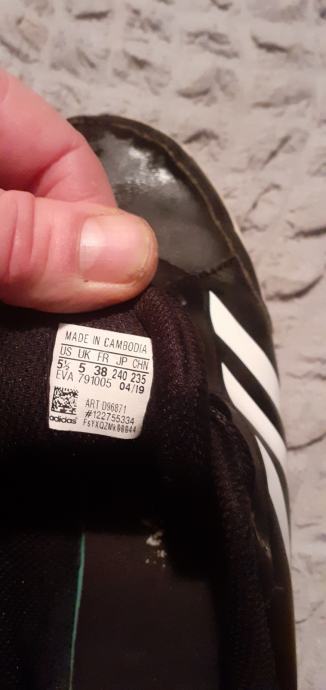 MADE IN CAMBODIA
US UK FR JP CHN
5½ 5 38 240 235
EVA 791005 04/19
ART D96871
#122755334
adidas